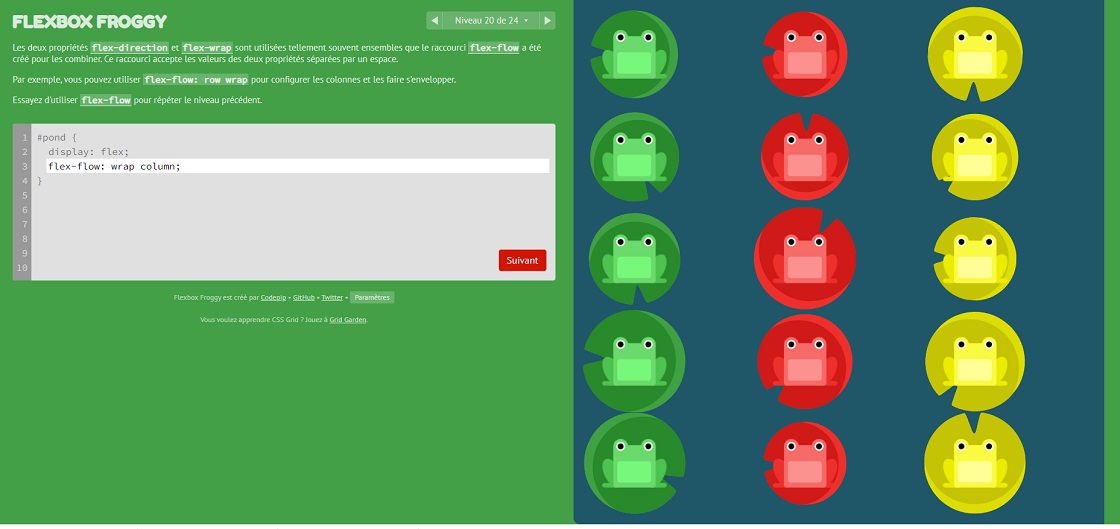 FLEXBOX FROGGY
Niveau 20 de 24
Les deux propriétés flex-direction et flex-wrap sont utilisées tellement souvent ensembles que le raccourci flex-flow a été
créé pour les combiner. Ce raccourci accepte les valeurs des deux propriétés séparées par un espace.
Par exemple, vous pouvez utiliser flex-flow: row wrap pour configurer les colonnes et les faire s'envelopper.
Essayez d'utiliser flex-flow pour répéter le niveau précédent.
1 #pond {
2 display: flex;
3 flex-flow: wrap column;
4 }
5
6
7
8
9
10
Suivant
Flexbox Froggy est créé par Codepip • GitHub • Twitter • Paramètres
Vous voulez apprendre CSS Grid ? Jouez à Grid Garden.